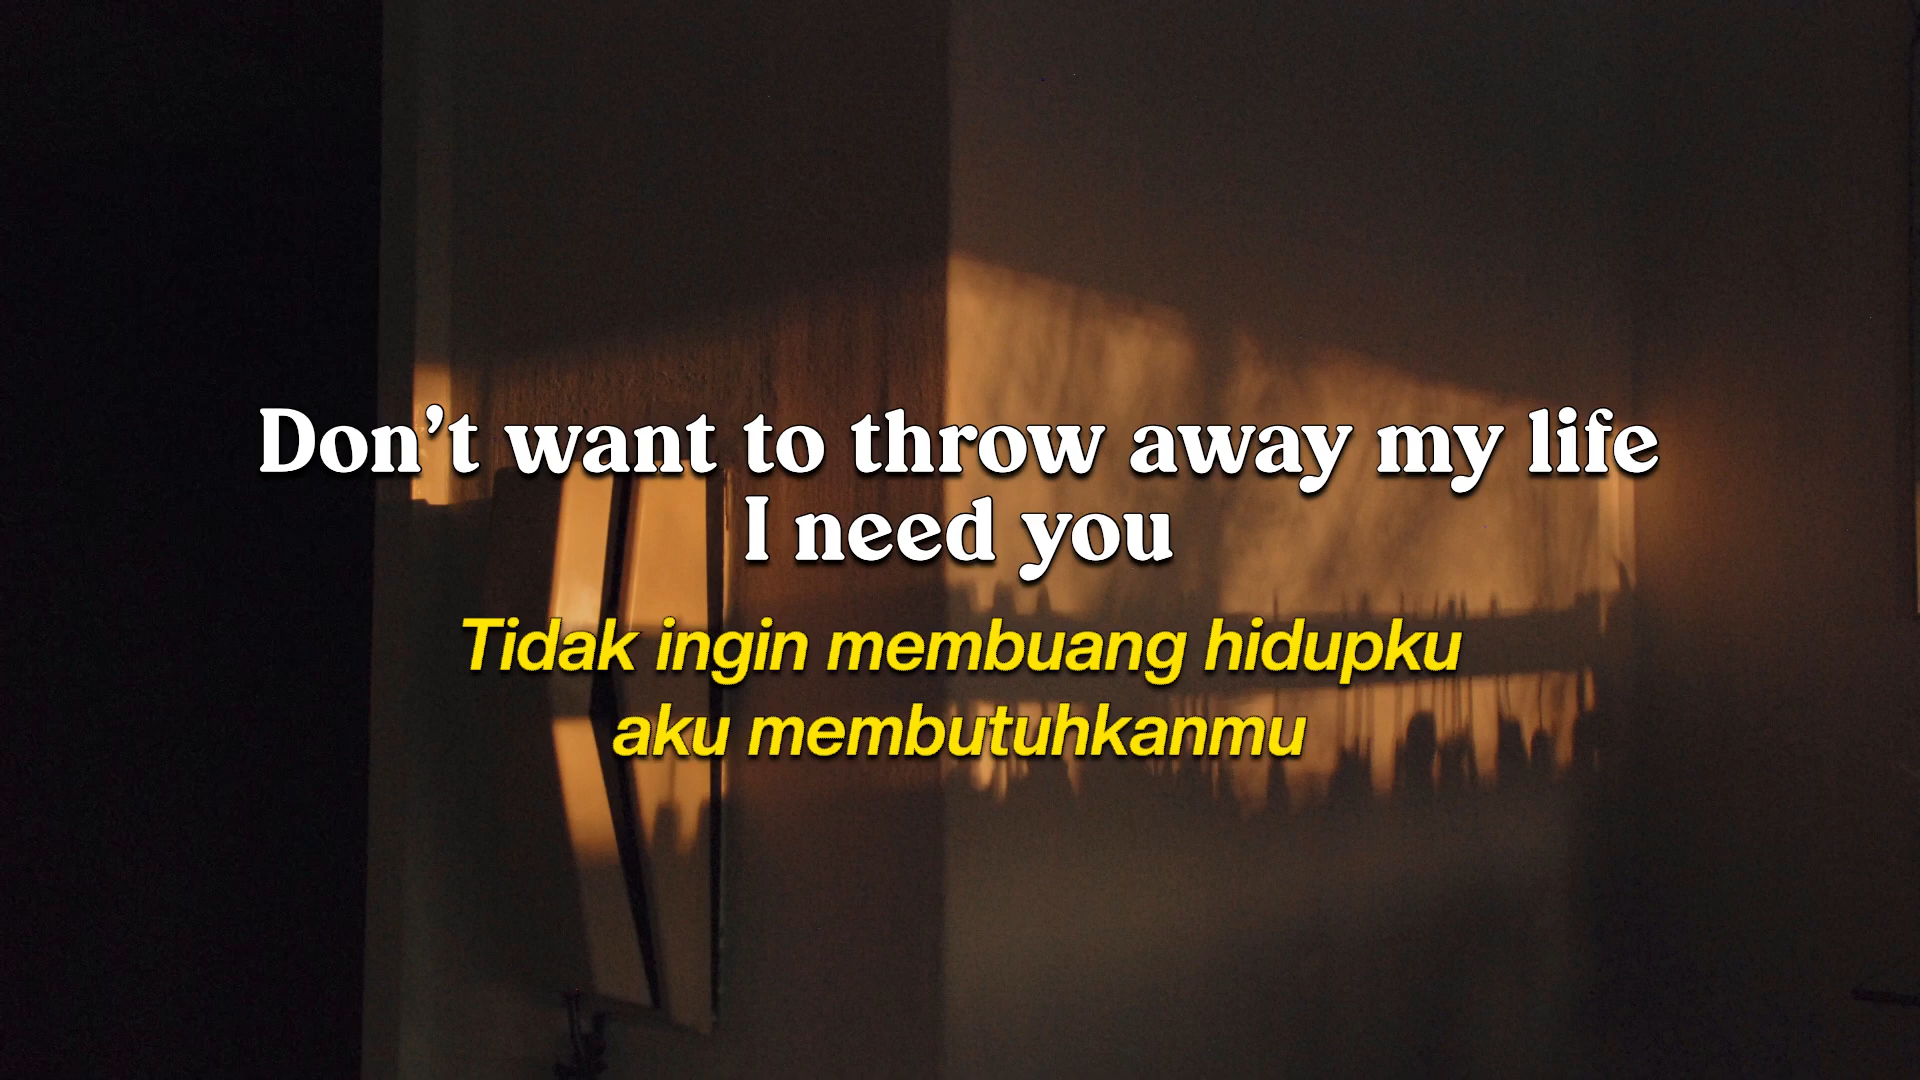 Don’t want to throw away my life
I need you
Tidak ingin membuang hidupku
aku membutuhkanmu